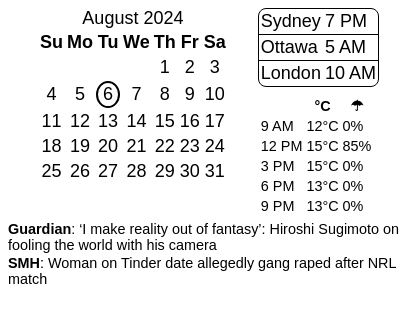 August 2024
Su Mo Tu We Th Fr Sa
1 2 3
4 5 6 7 8 9 10
11 12 13 14 15 16 17
18 19 20 21 22 23 24
25 26 27 28 29 30 31
Sydney 7 PM
Ottawa 5 AM
London 10 AM
°C ☂
9 AM 12°C 0%
12 PM 15°C 85%
3 PM 15°C 0%
6 PM 13°C 0%
9 PM 13°C 0%
Guardian: ‘I make reality out of fantasy’: Hiroshi Sugimoto on
fooling the world with his camera
SMH: Woman on Tinder date allegedly gang raped after NRL
match